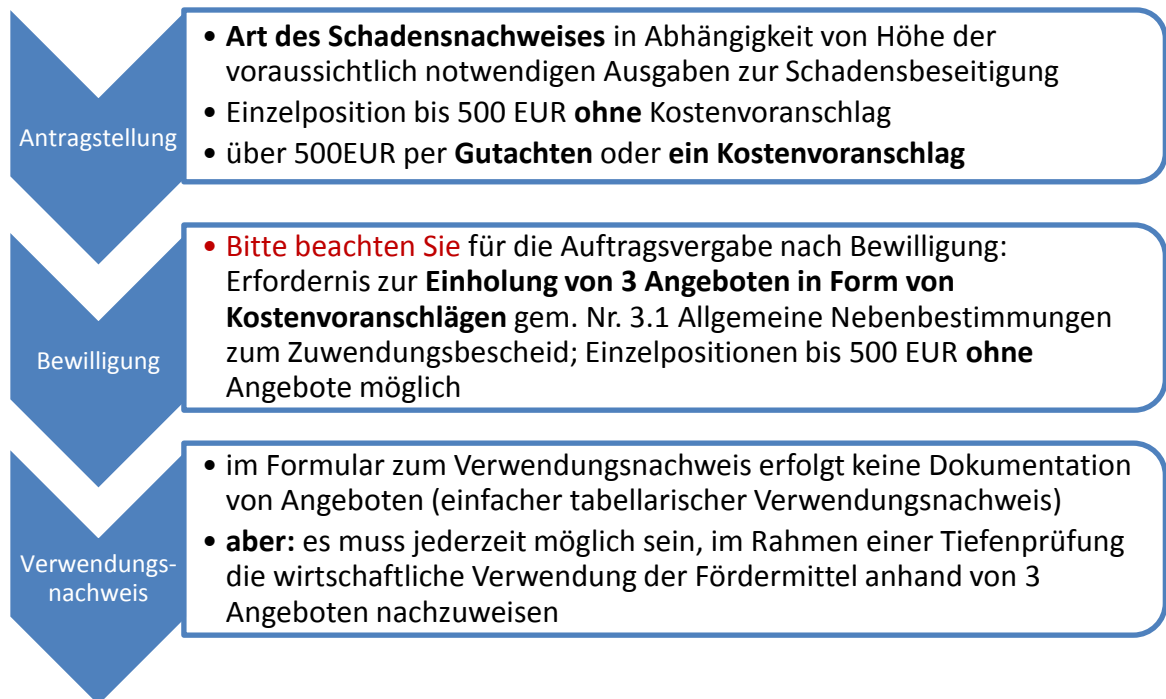 Antragstellung
• Art des Schadensnachweises in Abhängigkeit von Höhe der
voraussichtlich notwendigen Ausgaben zur Schadensbeseitigung
• Einzelposition bis 500 EUR ohne Kostenvoranschlag
• über 500EUR per Gutachten oder ein Kostenvoranschlag
Bewilligung
• Bitte beachten Sie für die Auftragsvergabe nach Bewilligung:
Erfordernis zur Einholung von 3 Angeboten in Form von
Kostenvoranschlägen gem. Nr. 3.1 Allgemeine Nebenbestimmungen
zum Zuwendungsbescheid; Einzelpositionen bis 500 EUR ohne
Angebote möglich
Verwendungs-
nachweis
• im Formular zum Verwendungsnachweis erfolgt keine Dokumentation
von Angeboten (einfacher tabellarischer Verwendungsnachweis)
• aber: es muss jederzeit möglich sein, im Rahmen einer Tiefenprüfung
die wirtschaftliche Verwendung der Fördermittel anhand von 3
Angeboten nachzuweisen